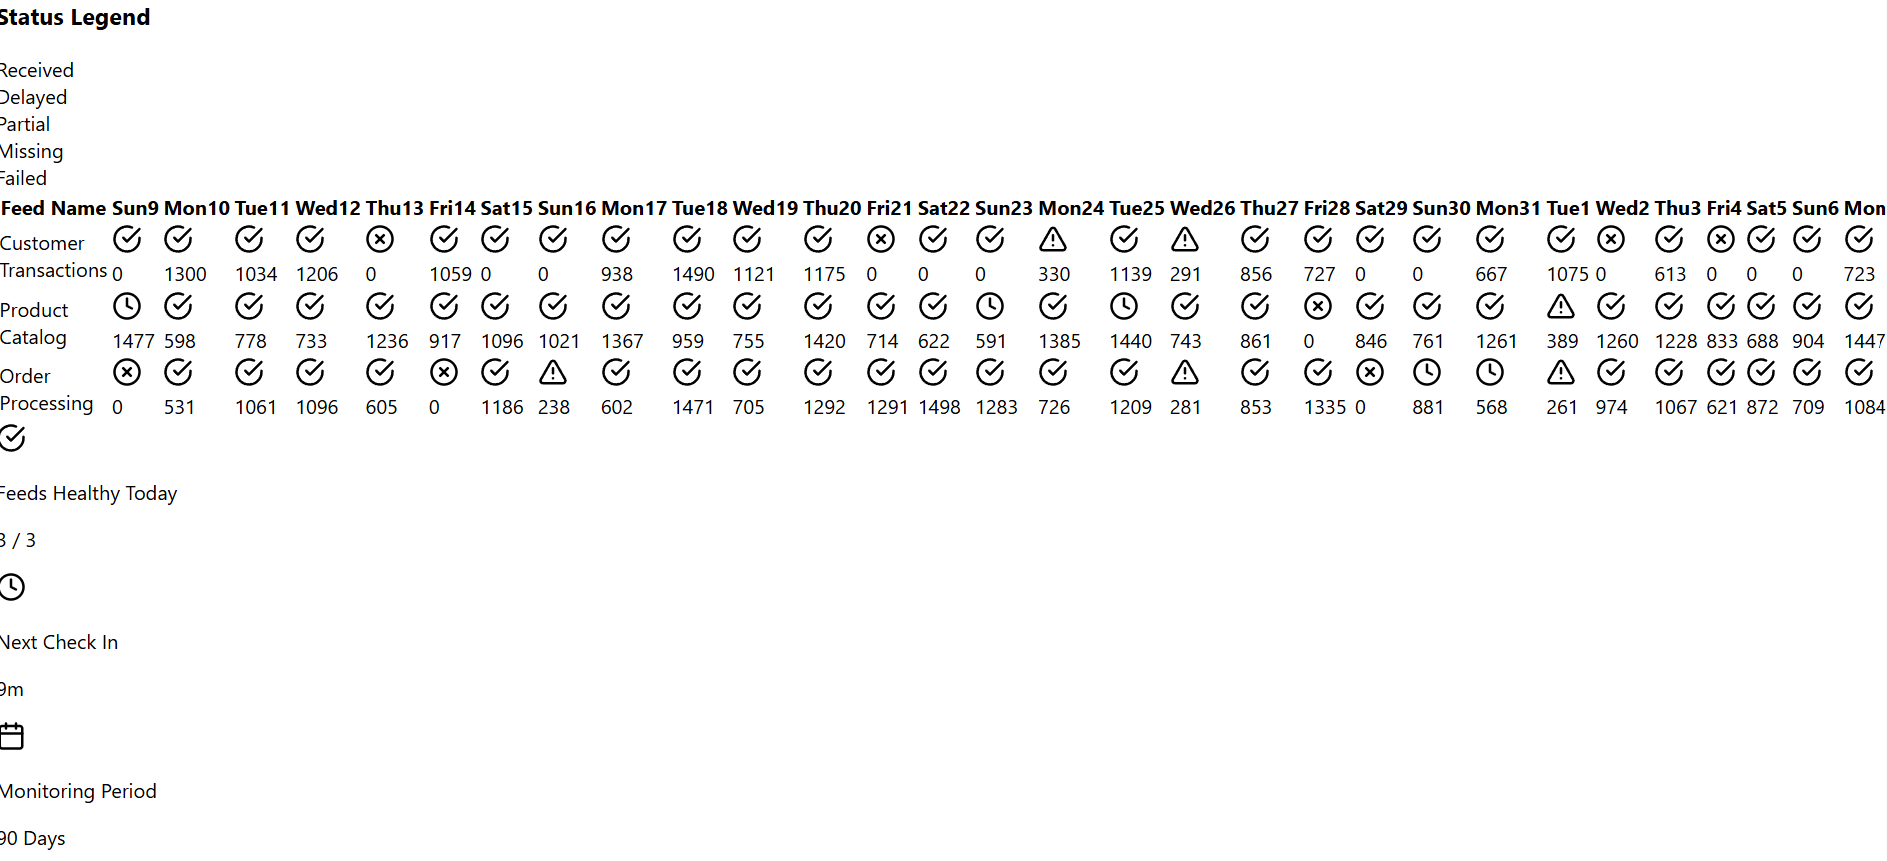 Status Legend
Received
Delayed
Partial
Missing
Failed
Feed Name Sun9 Mon10 Tue11 Wed12 Thu13 Fri14 Sat15 Sun16 Mon17 Tue18 Wed19 Thu20 Fri21 Sat22 Sun23 Mon24 Tue25 Wed26 Thu27 Fri28 Sat29 Sun30 Mon31 Tue1 Wed2 Thu3 Fri4 Sat5 Sun6 Mon
Customer
Transactions 0 1300 1034 1206 0 1059 0 0 938 1490 1121 1175 0 0 0 330 1139 291 856 727 0 0 667 1075 0 613 0 0 0 723
Product
Catalog 1477 598 778 733 1236 917 1096 1021 1367 959 755 1420 714 622 591 1385 1440 743 861 0 846 761 1261 389 1260 1228 833 688 904 1447
Order
Processing 0 531 1061 1096 605 0 1186 238 602 1471 705 1292 1291 1498 1283 726 1209 281 853 1335 0 881 568 261 974 1067 621 872 709 1084
Feeds Healthy Today
3 / 3
Next Check In
9m
Monitoring Period
90 Days